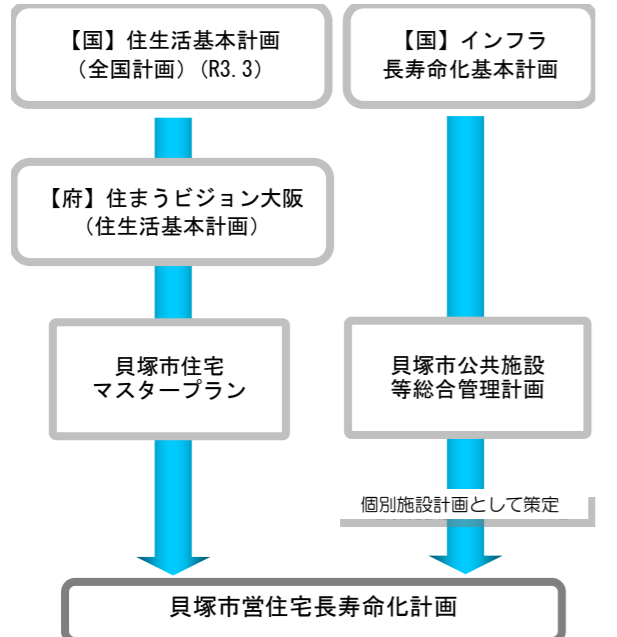 【国】住生活基本計画
（全国計画）(R3.3)
【府】住まうビジョン大阪
（住生活基本計画）
貝塚市住宅
マスタープラン
【国】インフラ
長寿命化基本計画
貝塚市公共施設
等総合管理計画
個別施設計画として策定
貝塚市営住宅長寿命化計画